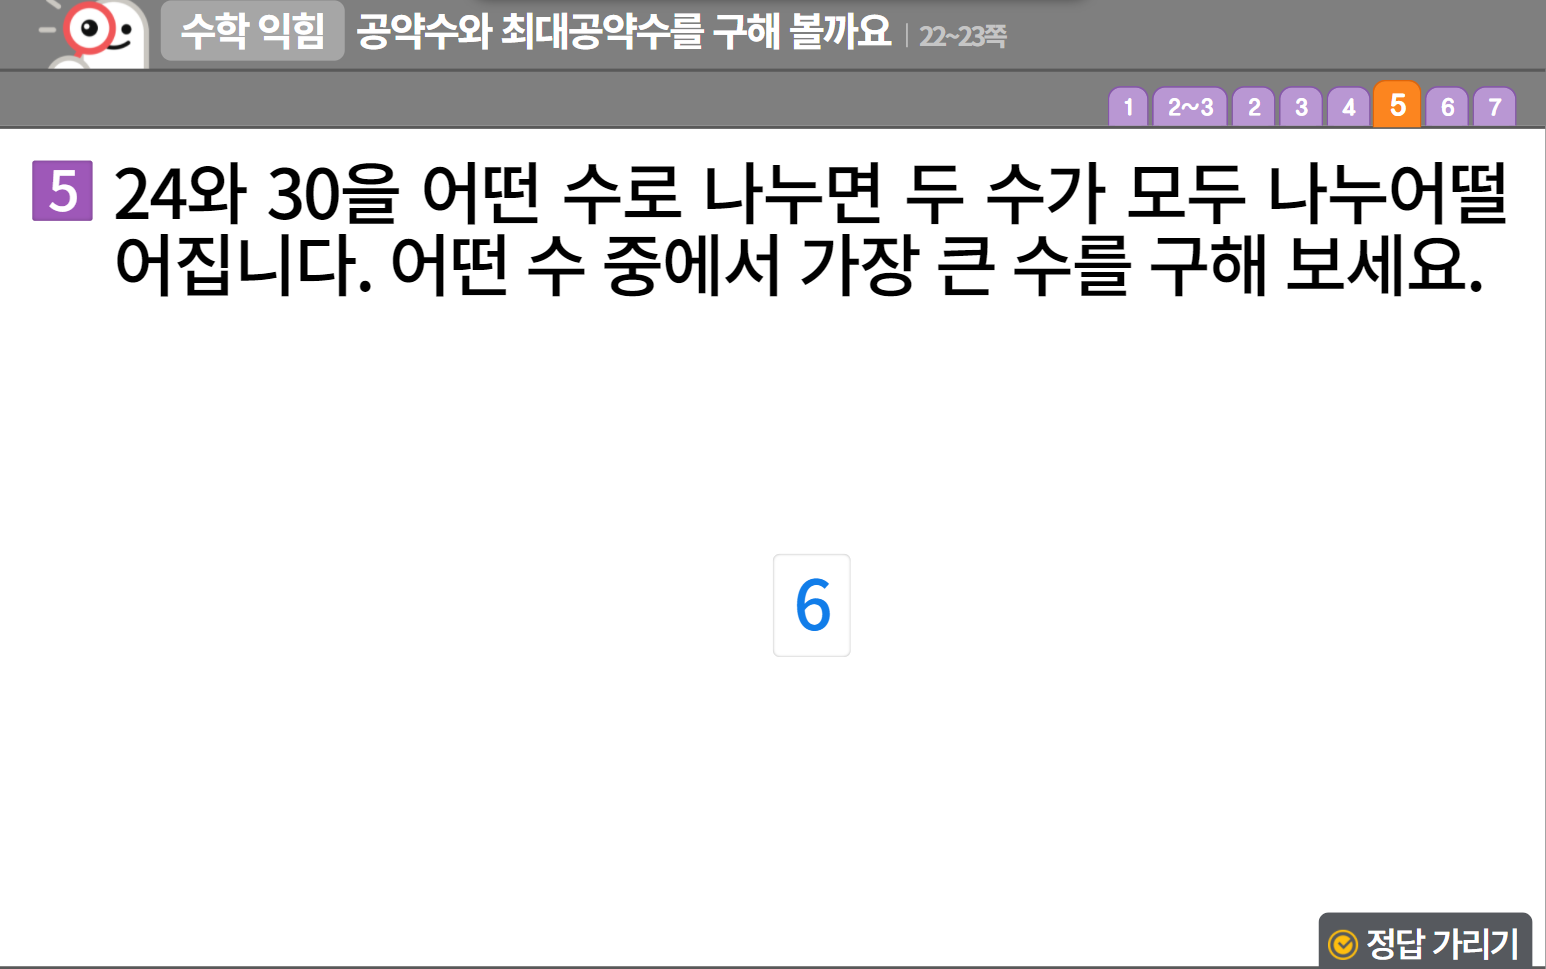 수학 익힘 공약수와 최대공약수를 구해 볼까요 | 22~23쪽
1 2~3 2 3 4 5 6 7
5 24와 30을 어떤 수로 나누면 두 수가 모두 나누어떨
어집니다. 어떤 수 중에서 가장 큰 수를 구해 보세요.
6
정답 가리기